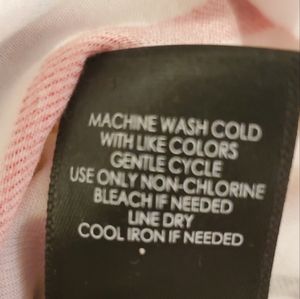 MACHINE WASH COLD
WITH LIKE COLORS
GENTLE CYCLE
USE ONLY NON-CHLORINE
BLEACH IF NEEDED
LINE DRY
COOL IRON IF NEEDED